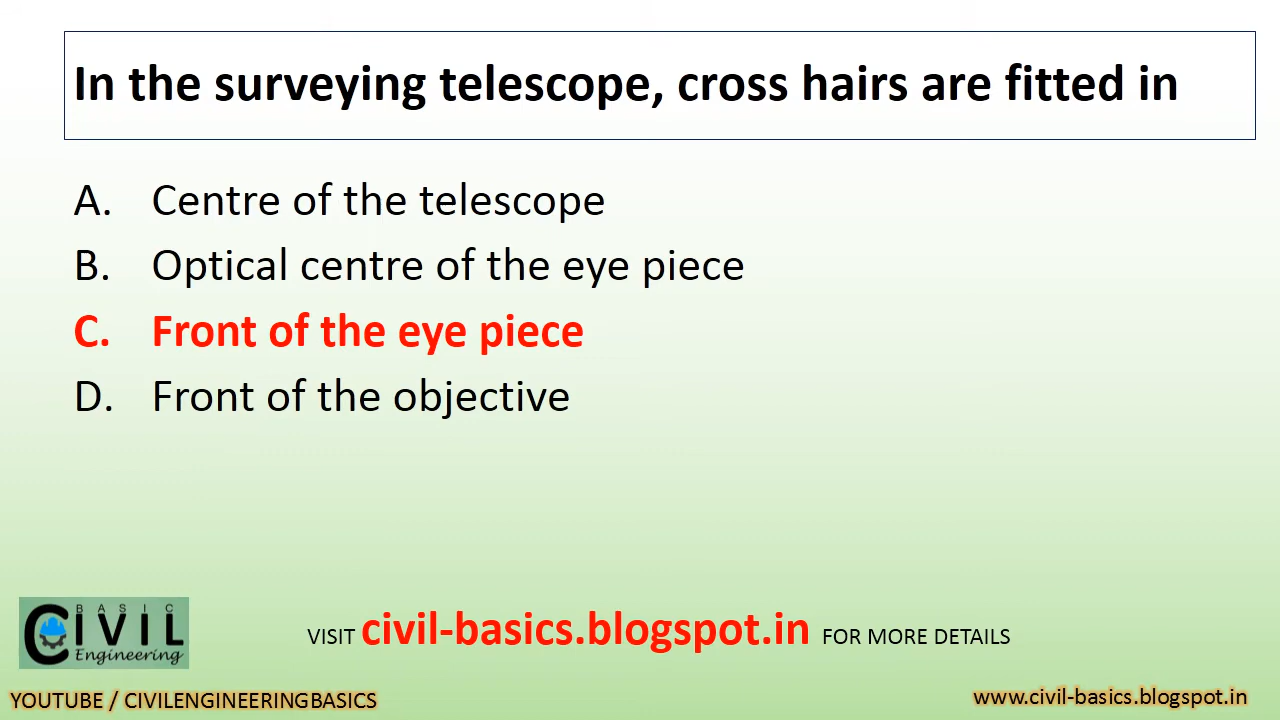 In the surveying telescope, cross hairs are fitted in
A. Centre of the telescope
B. Optical centre of the eye piece
C. Front of the eye piece
D. Front of the objective
BASIC
CIVIL
Engineering
VISIT civil-basics.blogspot.in FOR MORE DETAILS
YOUTUBE / CIVILENGINEERINGBASICS
www.civil-basics.blogspot.in